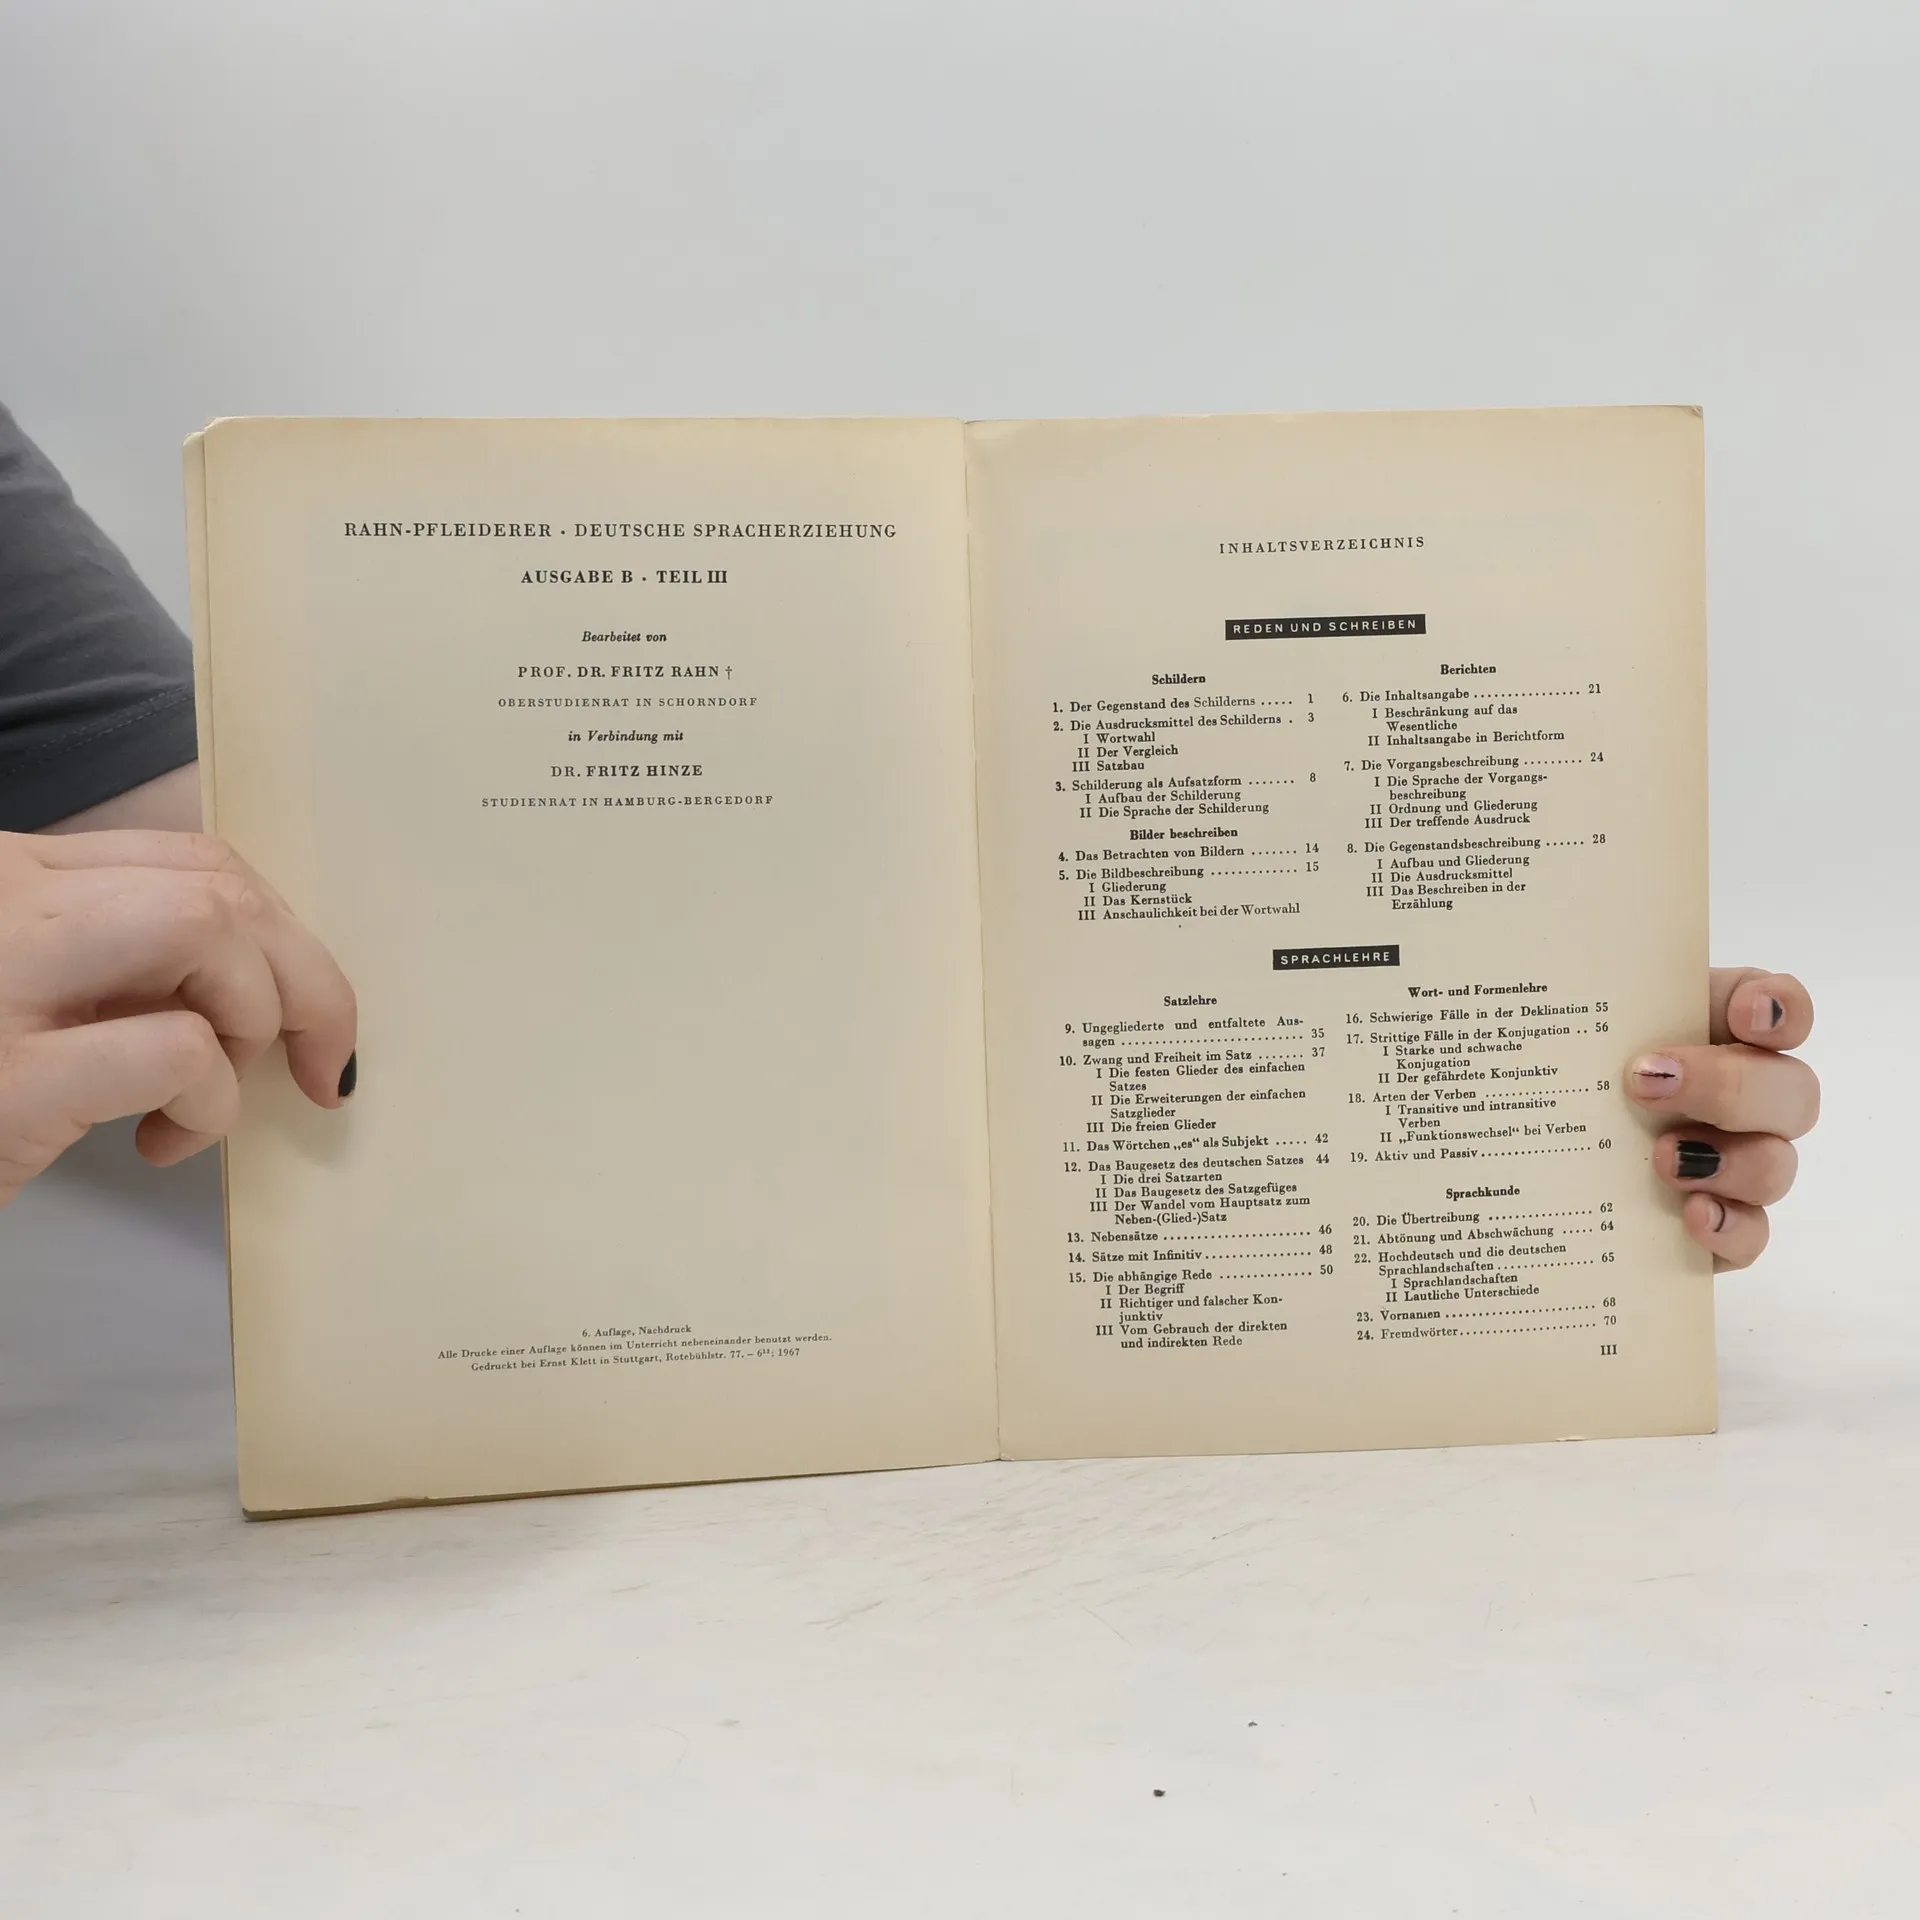 RAHN-PFLEIDERER · DEUTSCHE SPRACHERZIEHUNG
AUSGABE B · TEIL III
Bearbeitet von
PROF. DR. FRITZ RAHN †
OBERSTUDIENRAT IN SCHORNDORF
in Verbindung mit
DR. FRITZ HINZE
STUDIENRAT IN HAMBURG-BERGEDORF
6. Auflage, Nachdruck
Alle Drucke einer Auflage können im Unterricht nebeneinander benutzt werden.
Gedruckt bei Ernst Klett in Stuttgart, Rotebühlstr. 77. – 6¹²; 1967
INHALTSVERZEICHNIS
REDEN UND SCHREIBEN
Schildern
1. Der Gegenstand des Schilderns ..... 1
2. Die Ausdrucksmittel des Schilderns . 3
I Wortwahl
II Der Vergleich
III Satzbau
3. Schilderung als Aufsatzform ....... 8
I Aufbau der Schilderung
II Die Sprache der Schilderung
Bilder beschreiben
4. Das Betrachten von Bildern ....... 14
5. Die Bildbeschreibung ............. 15
I Gliederung
II Das Kernstück
III Anschaulichkeit bei der Wortwahl
Berichten
6. Die Inhaltsangabe ................ 21
I Beschränkung auf das
Wesentliche
II Inhaltsangabe in Berichtform
7. Die Vorgangsbeschreibung ......... 24
I Die Sprache der Vorgangs-
beschreibung
II Ordnung und Gliederung
III Der treffende Ausdruck
8. Die Gegenstandsbeschreibung ...... 28
I Aufbau und Gliederung
II Die Ausdrucksmittel
III Das Beschreiben in der
Erzählung
SPRACHLEHRE
Satzlehre
9. Ungegliederte und entfaltete Aus-
sagen ............................ 35
10. Zwang und Freiheit im Satz ....... 37
I Die festen Glieder des einfachen
Satzes
II Die Erweiterungen der einfachen
Satzglieder
III Die freien Glieder
11. Das Wörtchen „es“ als Subjekt ..... 42
12. Das Baugesetz des deutschen Satzes 44
I Die drei Satzarten
II Das Baugesetz des Satzgefüges
III Der Wandel vom Hauptsatz zum
Neben-(Glied-)Satz
13. Nebensätze ...................... 46
14. Sätze mit Infinitiv ................ 48
15. Die abhängige Rede .............. 50
I Der Begriff
II Richtiger und falscher Kon-
junktiv
III Vom Gebrauch der direkten
und indirekten Rede
Wort- und Formenlehre
16. Schwierige Fälle in der Deklination 55
17. Strittige Fälle in der Konjugation .. 56
I Starke und schwache
Konjugation
II Der gefährdete Konjunktiv
18. Arten der Verben ................ 58
I Transitive und intransitive
Verben
II „Funktionswechsel“ bei Verben
19. Aktiv und Passiv ................. 60
Sprachkunde
20. Die Übertreibung ................ 62
21. Abtönung und Abschwächung ..... 64
22. Hochdeutsch und die deutschen
Sprachlandschaften ............... 65
I Sprachlandschaften
II Lautliche Unterschiede
23. Vornamen ....................... 68
24. Fremdwörter ..................... 70
III